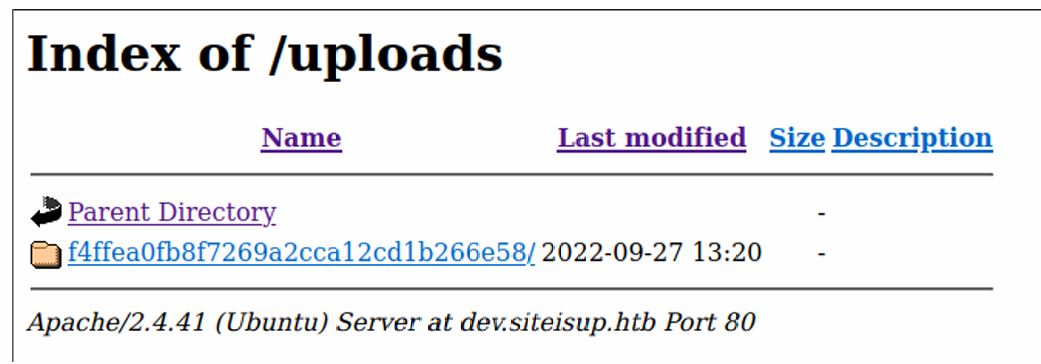 Index of /uploads
Name Last modified Size Description
Parent Directory -
f4ffea0fb8f7269a2cca12cd1b266e58/ 2022-09-27 13:20 -
Apache/2.4.41 (Ubuntu) Server at dev.siteisup.htb Port 80